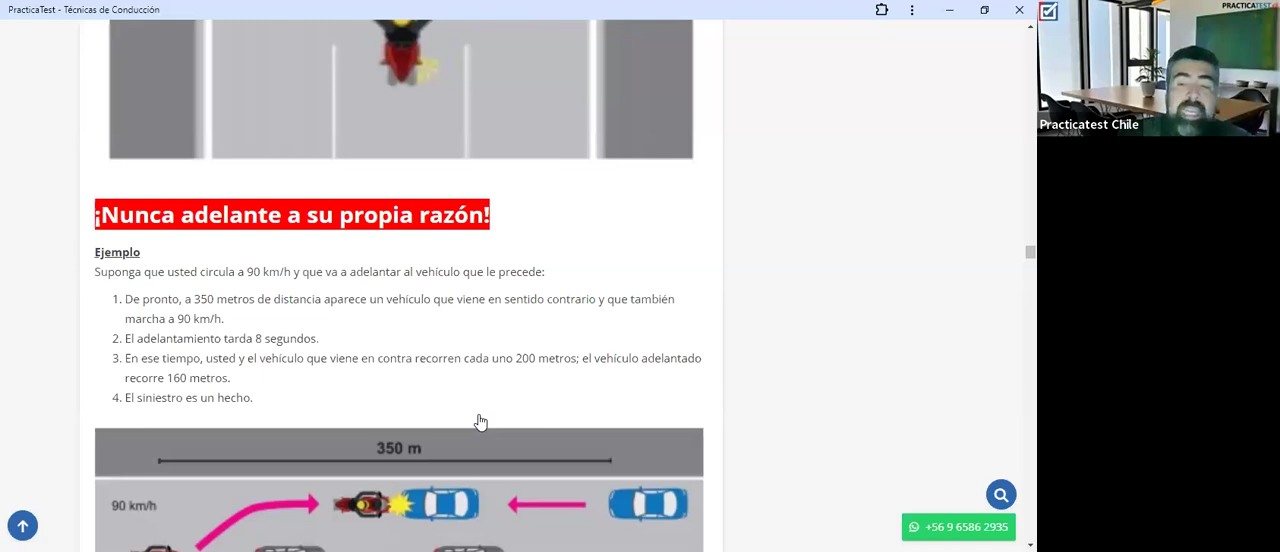 PracticaTest - Técnicas de Conducción
PRACTICATEST
Practicatest Chile
¡Nunca adelante a su propia razón!
Ejemplo
Suponga que usted circula a 90 km/h y que va a adelantar al vehículo que le precede:
1. De pronto, a 350 metros de distancia aparece un vehículo que viene en sentido contrario y que también
marcha a 90 km/h.
2. El adelantamiento tarda 8 segundos.
3. En ese tiempo, usted y el vehículo que viene en contra recorren cada uno 200 metros; el vehículo adelantado
recorre 160 metros.
4. El siniestro es un hecho.
350 m
90 km/h
+56 9 6586 2935